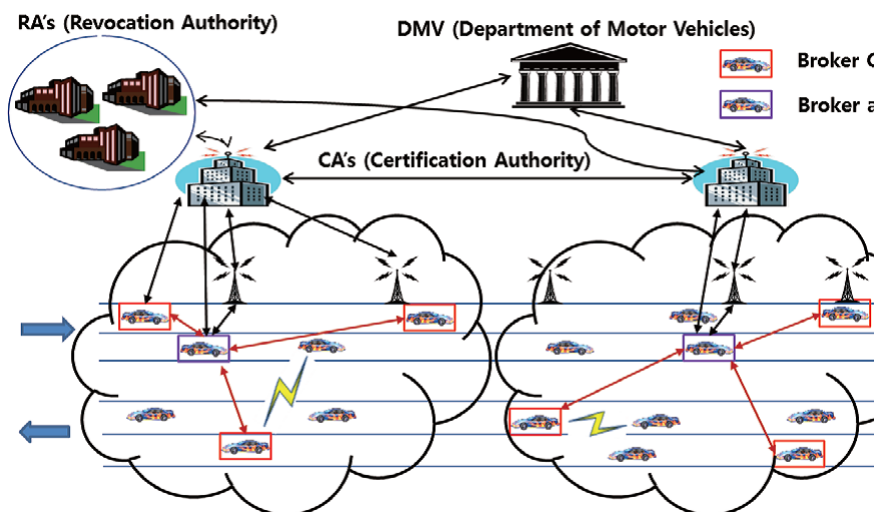 RA's (Revocation Authority)
DMV (Department of Motor Vehicles)
Broker C
Broker a
CA's (Certification Authority)